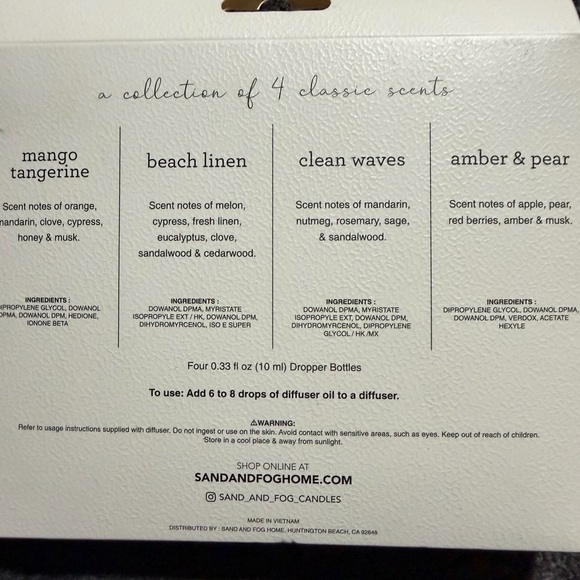 a collection of 4 classic scents
mango
tangerine
Scent notes of orange,
mandarin, clove, cypress,
honey & musk.
INGREDIENTS :
DIPROPYLENE GLYCOL, DOWANOL
DPMA, DOWANOL DPM, HEDIONE,
IONONE BETA
beach linen
Scent notes of melon,
cypress, fresh linen,
eucalyptus, clove,
sandalwood & cedarwood.
INGREDIENTS :
DOWANOL DPMA, MYRISTATE
ISOPROPYLE EXT / HK, DOWANOL DPM,
DIHYDROMYRCENOL, ISO E SUPER
clean waves
Scent notes of mandarin,
nutmeg, rosemary, sage,
& sandalwood.
INGREDIENTS :
DOWANOL DPMA, MYRISTATE
ISOPROPYLE EXT, DOWANOL DPM,
DIHYDROMYRCENOL, DIPROPYLENE
GLYCOL / HK /MX
amber & pear
Scent notes of apple, pear,
red berries, amber & musk.
INGREDIENTS :
DIPROPYLENE GLYCOL, DOWANOL DPMA,
DOWANOL DPM, VERDOX, ACETATE
HEXYLE
Four 0.33 fl oz (10 ml) Dropper Bottles
To use: Add 6 to 8 drops of diffuser oil to a diffuser.
⚠WARNING:
Refer to usage instructions supplied with diffuser. Do not ingest or use on the skin. Avoid contact with sensitive areas, such as eyes. Keep out of reach of children.
Store in a cool place & away from sunlight.
SHOP ONLINE AT
SANDANDFOGHOME.COM
SAND_AND_FOG_CANDLES
MADE IN VIETNAM
DISTRIBUTED BY : SAND AND FOG HOME, HUNTINGTON BEACH, CA 92648